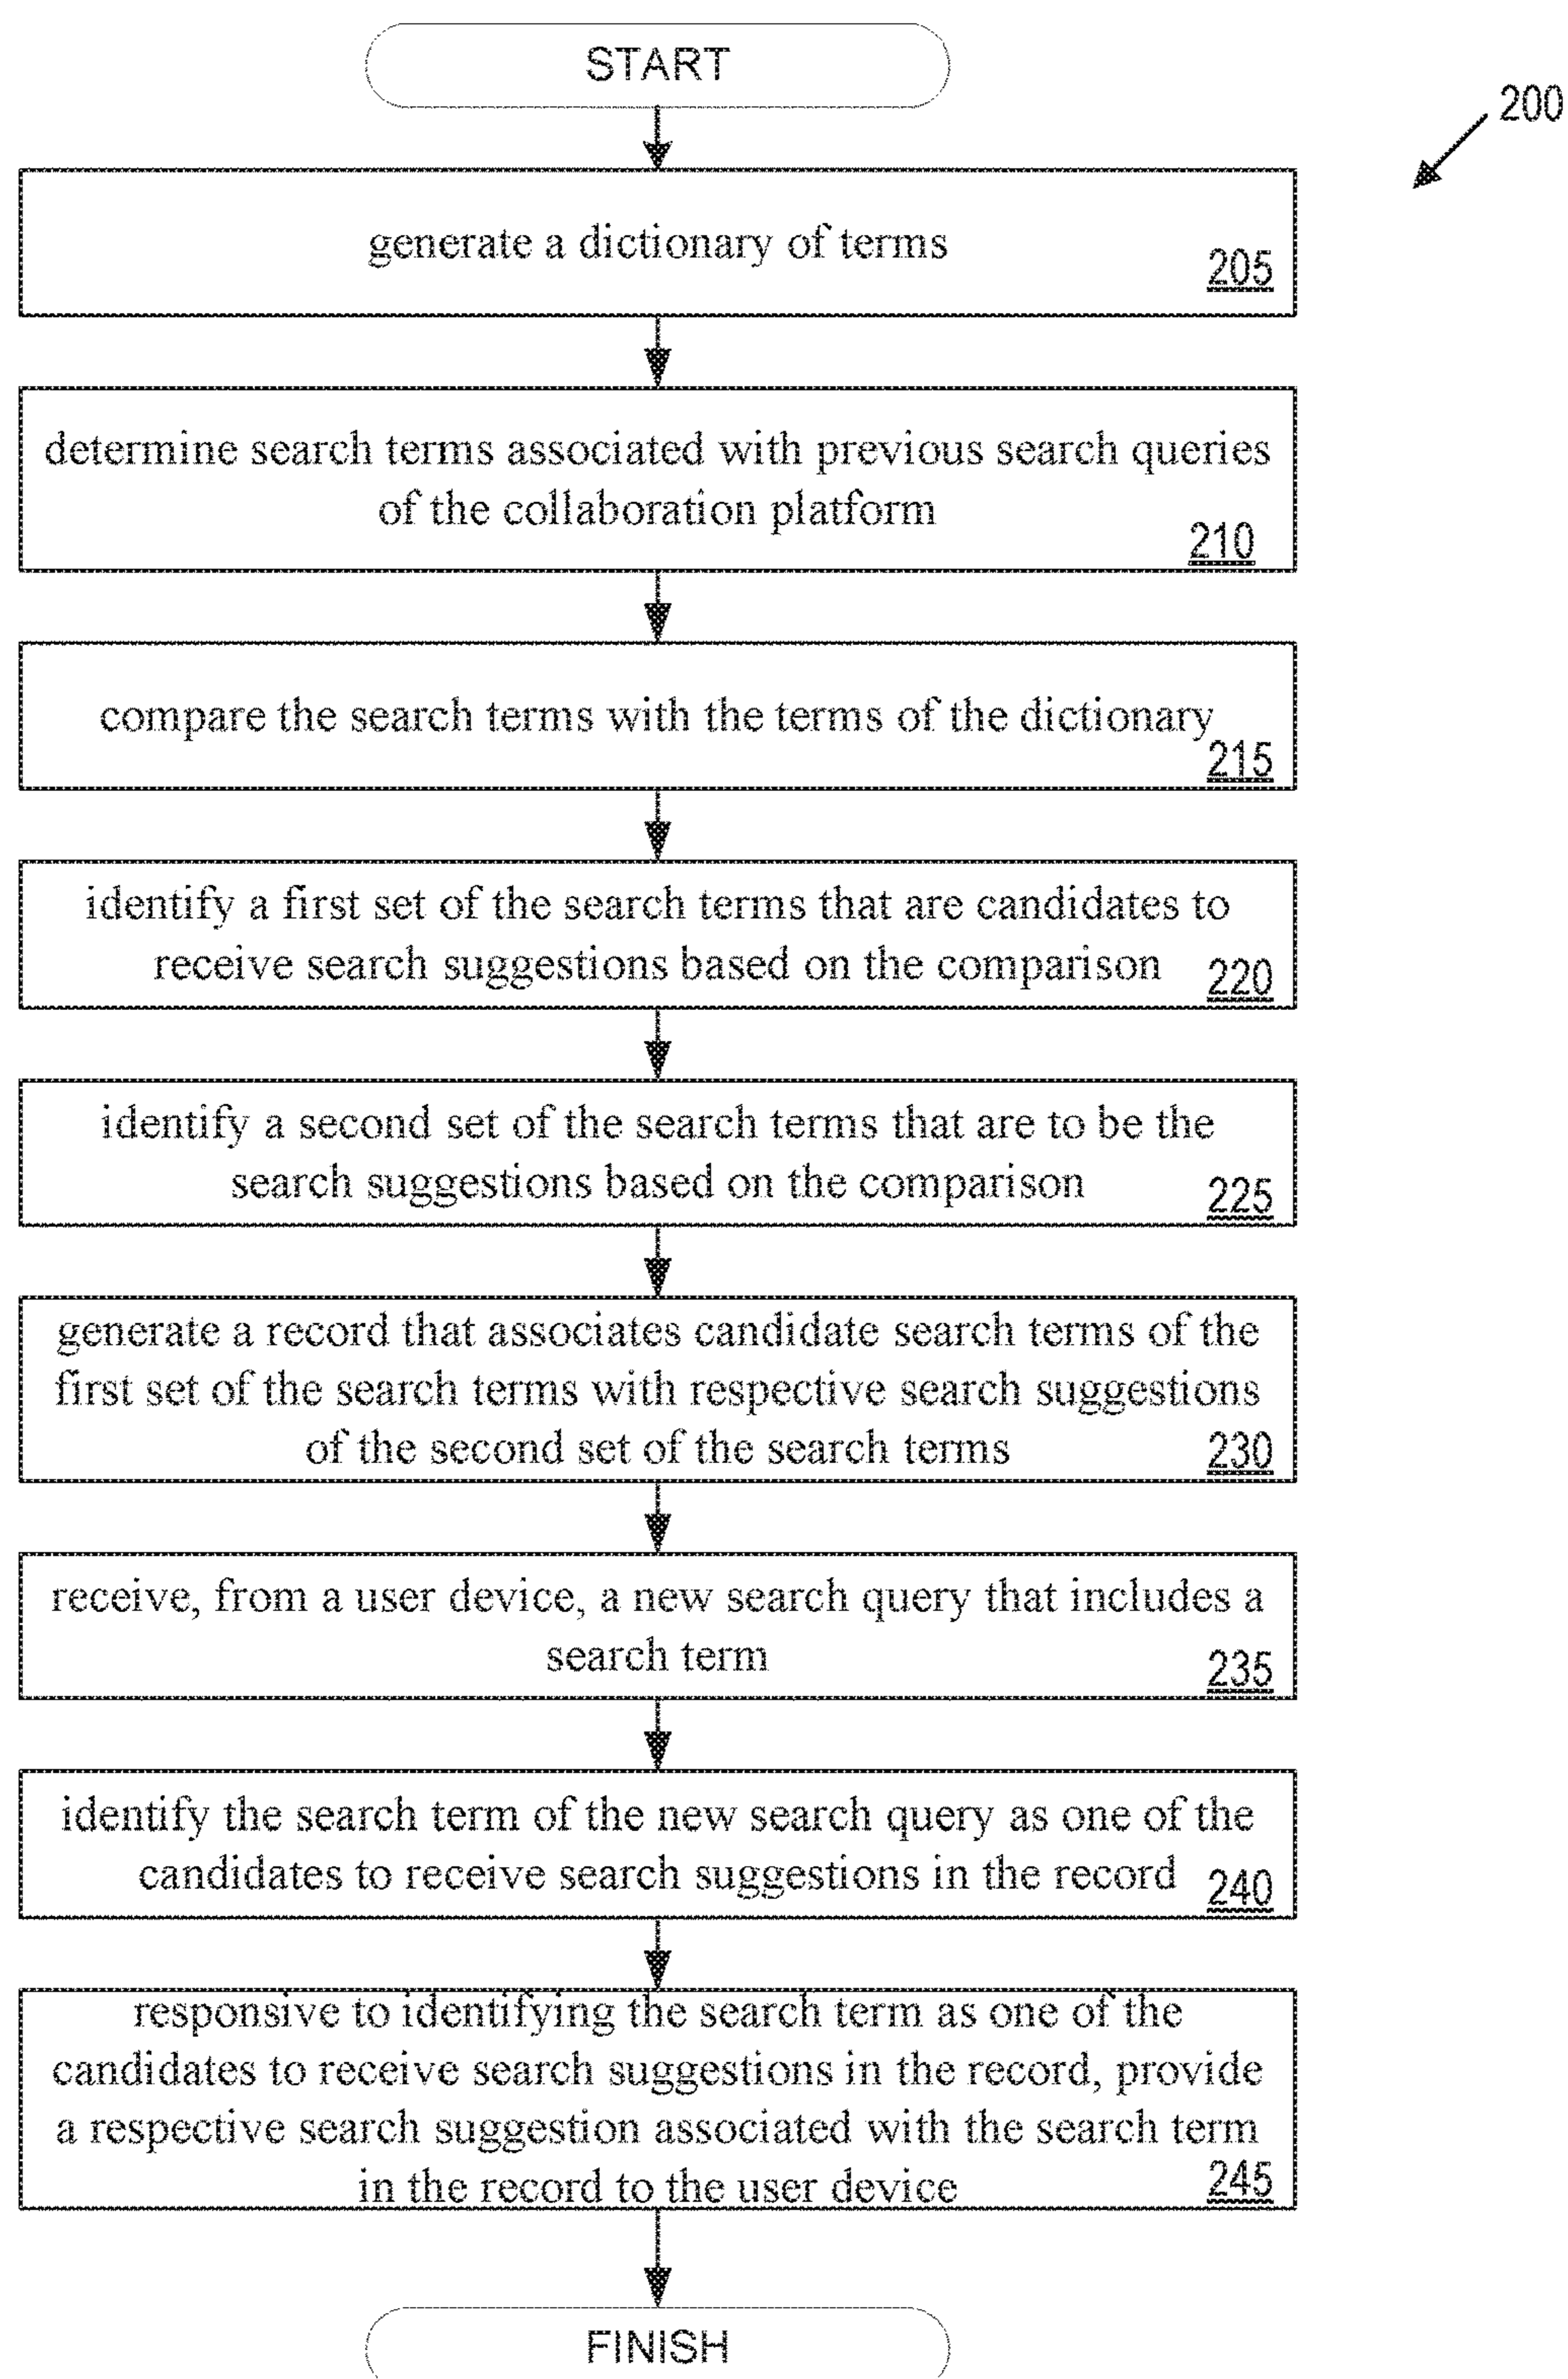 START
200
generate a dictionary of terms
205
determine search terms associated with previous search queries
of the collaboration platform
210
compare the search terms with the terms of the dictionary
215
identify a first set of the search terms that are candidates to
receive search suggestions based on the comparison
220
identify a second set of the search terms that are to be the
search suggestions based on the comparison
225
generate a record that associates candidate search terms of the
first set of the search terms with respective search suggestions
of the second set of the search terms
230
receive, from a user device, a new search query that includes a
search term
235
identify the search term of the new search query as one of the
candidates to receive search suggestions in the record
240
responsive to identifying the search term as one of the
candidates to receive search suggestions in the record, provide
a respective search suggestion associated with the search term
in the record to the user device
245
FINISH